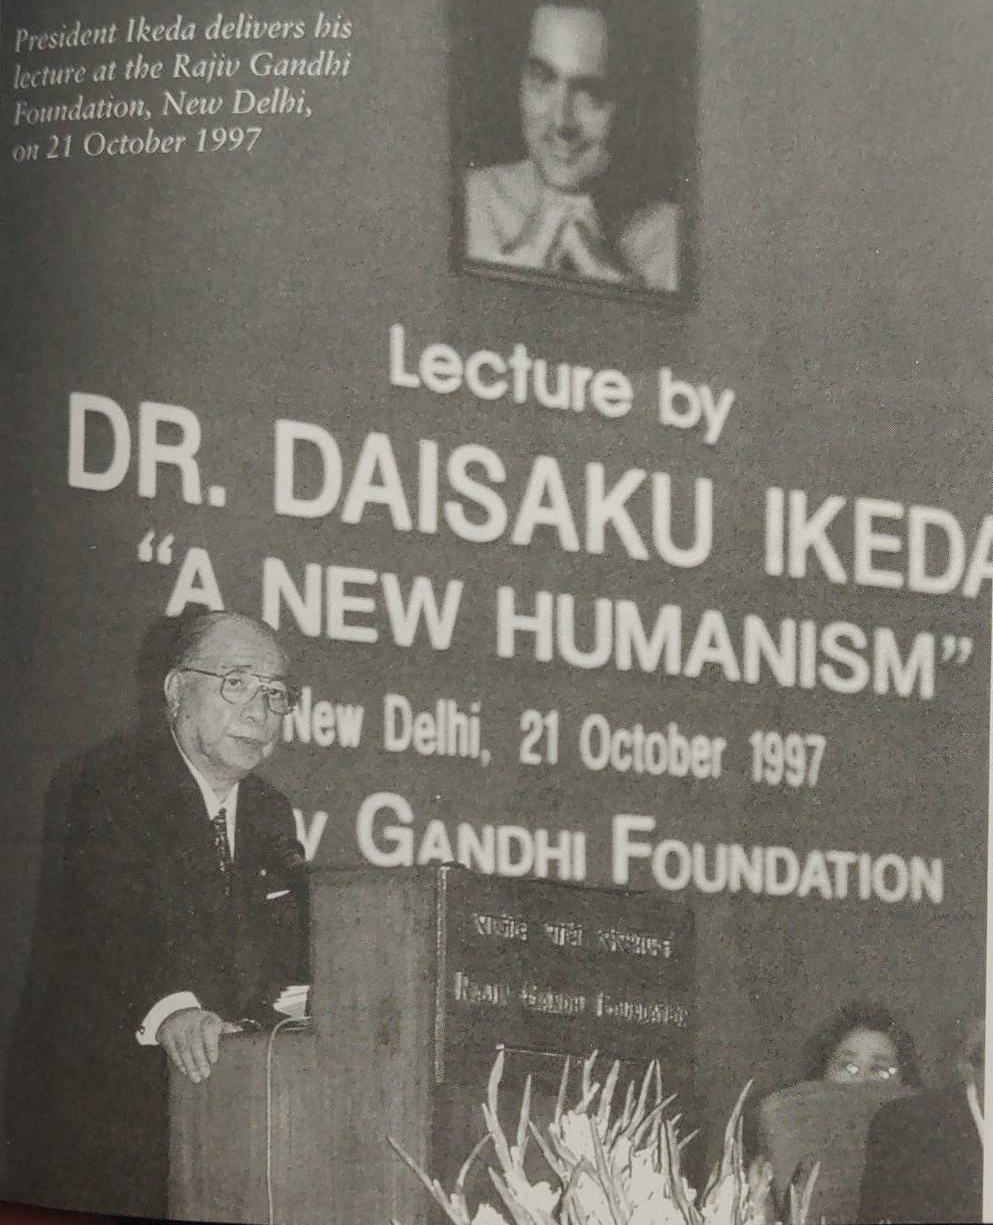 President Ikeda delivers his
lecture at the Rajiv Gandhi
Foundation, New Delhi,
on 21 October 1997
Lecture by
DR. DAISAKU IKEDA
“A NEW HUMANISM”
New Delhi, 21 October 1997
v GANDHI FOUNDATION
राजीव गांधी संस्थापन
RAJIV GANDHI FOUNDATION